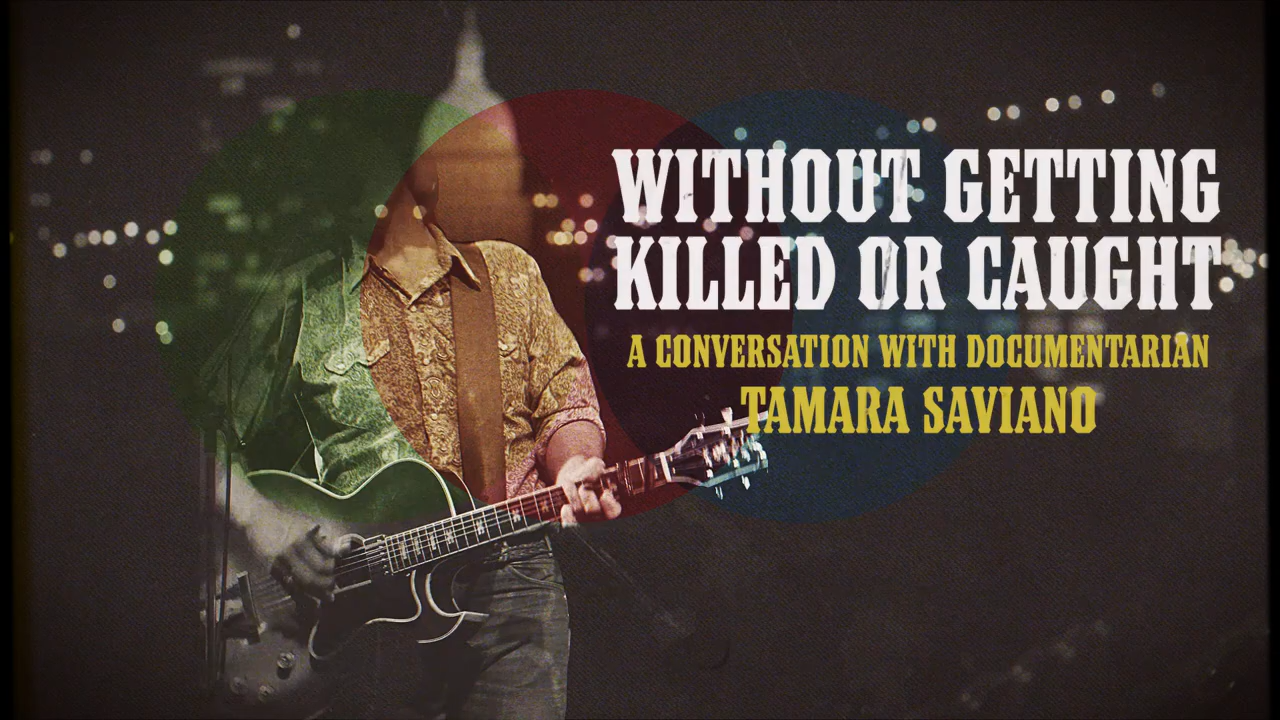 WITHOUT GETTING
KILLED OR CAUGHT
A CONVERSATION WITH DOCUMENTARIAN
TAMARA SAVIANO